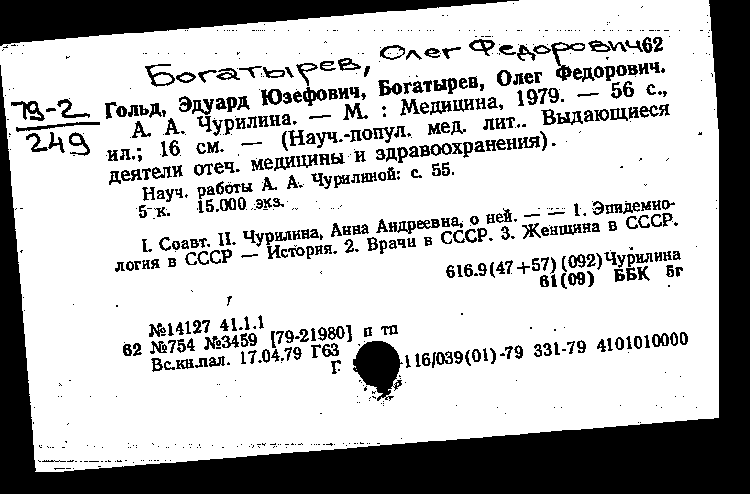 Богатырев, Олег Федорович 62
79-2
249
Гольд, Эдуард Юзефович, Богатырев, Олег Федорович.
А. А. Чурилина. — М. : Медицина, 1979. — 56 с.,
ил.; 16 см. — (Науч.-попул. мед. лит.. Выдающиеся
деятели отеч. медицины и здравоохранения).
Науч. работы А. А. Чурилиной: с. 55.
5 к. 15.000 экз.
I. Соавт. II. Чурилина, Анна Андреевна, о ней. — — 1. Эпидемио-
логия в СССР — История. 2. Врачи в СССР. 3. Женщина в СССР.
616.9(47+57)(092)Чурилина
61(09) ББК 5г
№14127 41.1.1
62 №754 №3459 [79-21980] п тп
Вс.кн.пал. 17.04.79 Г63
Г. 116/039(01)-79 331-79 4101010000